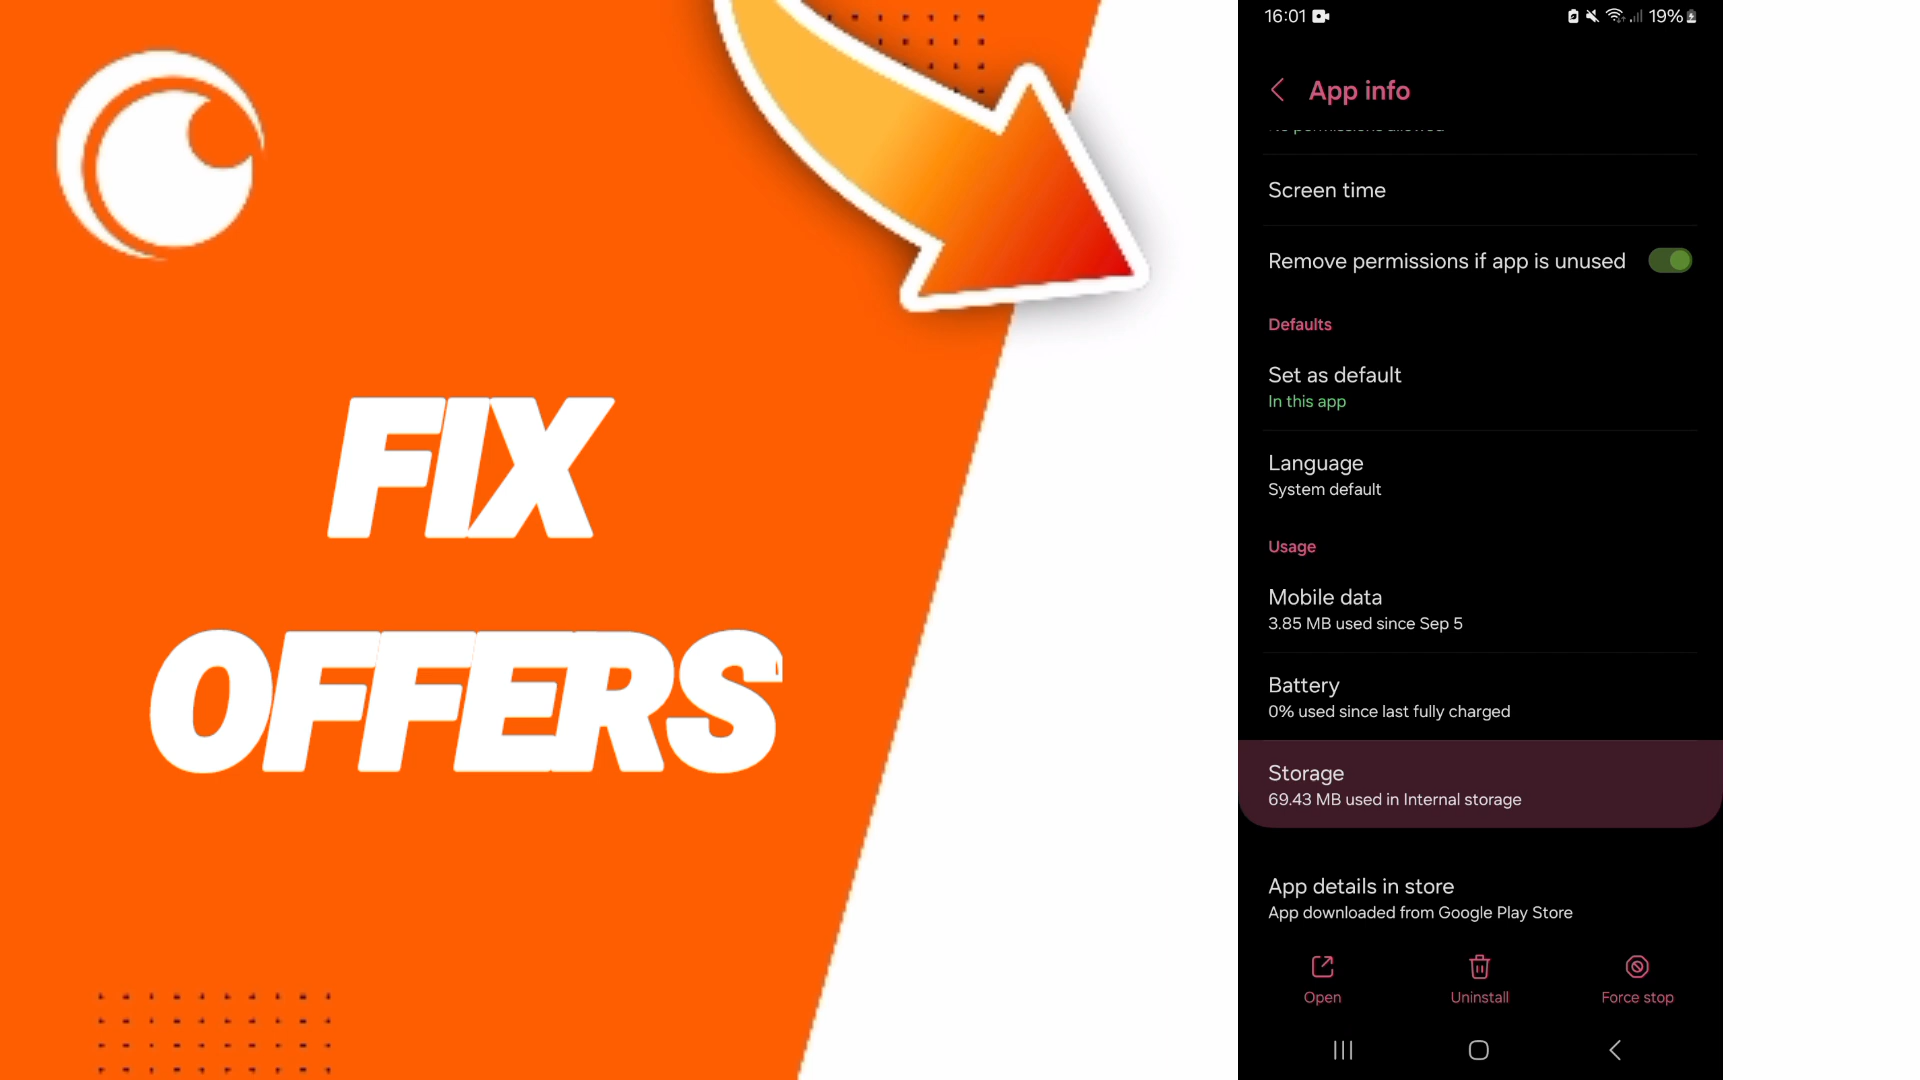 FIX
OFFERS
16:01
19%
App info
Screen time
Remove permissions if app is unused
Defaults
Set as default
In this app
Language
System default
Usage
Mobile data
3.85 MB used since Sep 5
Battery
0% used since last fully charged
Storage
69.43 MB used in Internal storage
App details in store
App downloaded from Google Play Store
Open
Uninstall
Force stop